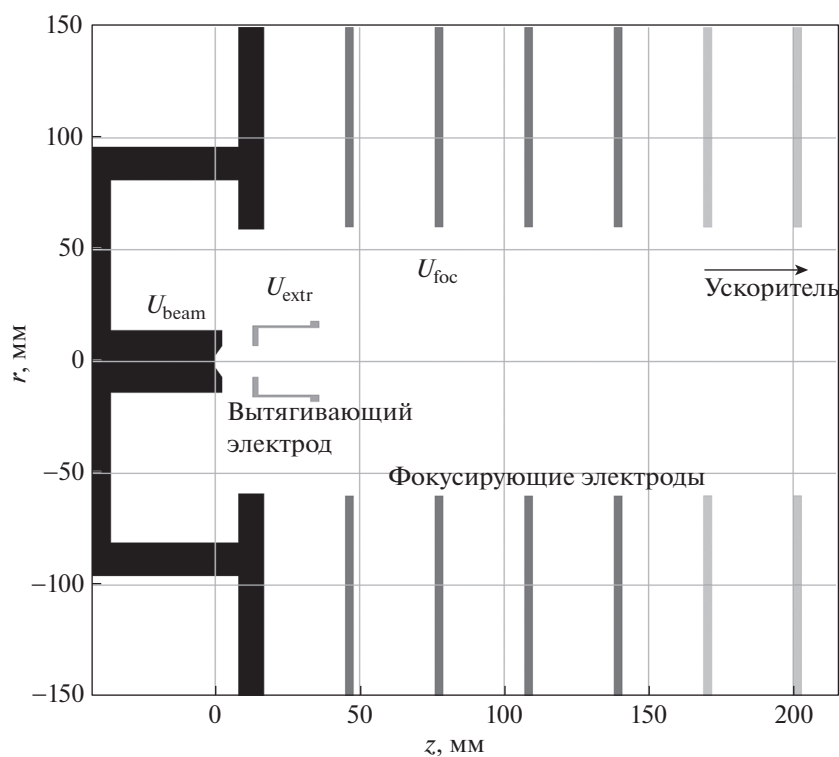 150
100
50
0
−50
−100
−150
r, мм
U_beam
U_extr
U_foc
Ускоритель
Вытягивающий
электрод
Фокусирующие электроды
0
50
100
150
200
z, мм